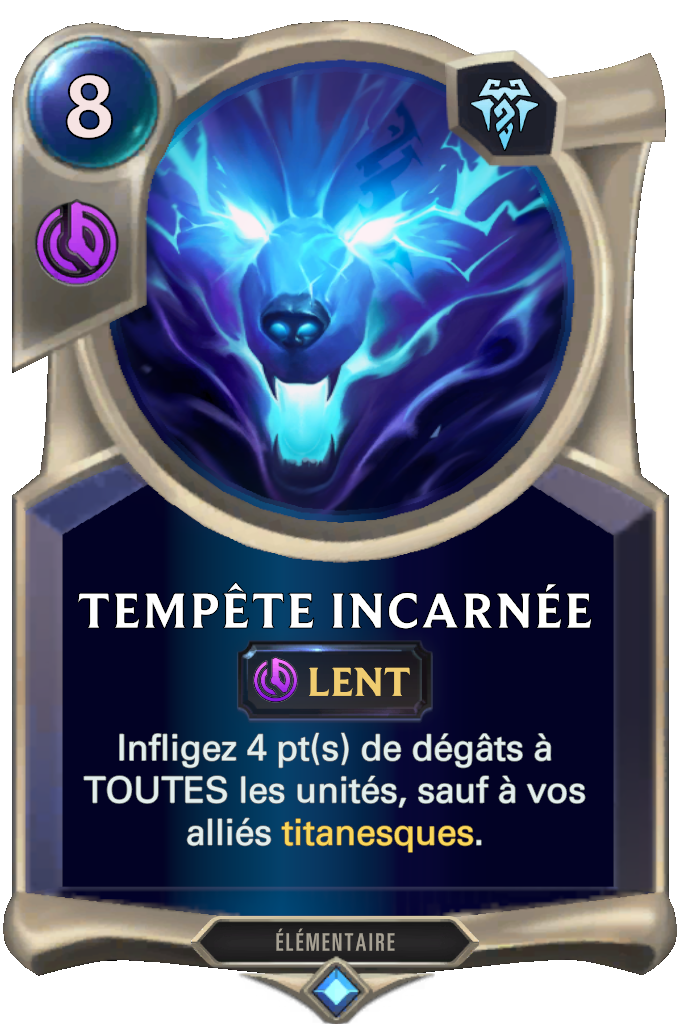 8
TEMPÊTE INCARNÉE
LENT
Infligez 4 pt(s) de dégâts à
TOUTES les unités, sauf à vos
alliés titanesques.
ÉLÉMENTAIRE